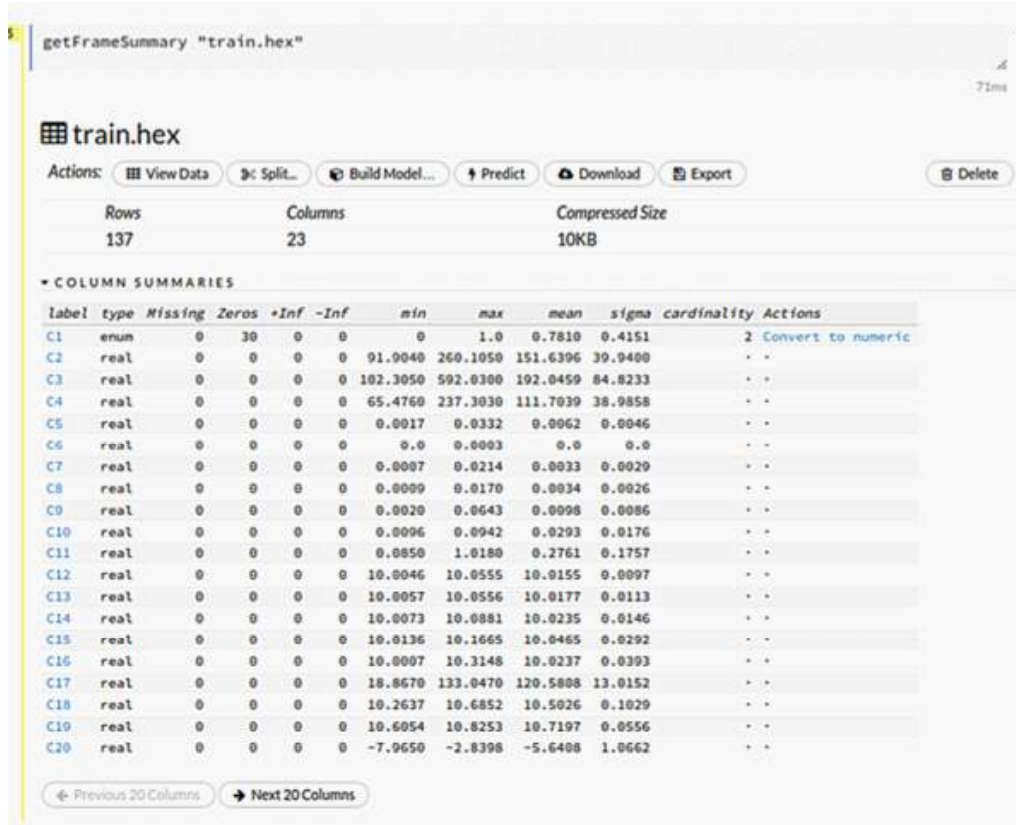 5
getFrameSummary "train.hex"
71ms
train.hex
Actions: View Data Split... Build Model... Predict Download Export Delete
Rows Columns Compressed Size
137 23 10KB
COLUMN SUMMARIES
label type Missing Zeros +Inf -Inf min max mean sigma cardinality Actions
C1 enum 0 30 0 0 0 1.0 0.7810 0.4151 2 Convert to numeric
C2 real 0 0 0 0 91.9040 260.1050 151.6396 39.9400 · ·
C3 real 0 0 0 0 102.3050 592.0300 192.0459 84.8233 · ·
C4 real 0 0 0 0 65.4760 237.3030 111.7039 38.9858 · ·
C5 real 0 0 0 0 0.0017 0.0332 0.0062 0.0046 · ·
C6 real 0 0 0 0 0.0 0.0003 0.0 0.0 · ·
C7 real 0 0 0 0 0.0007 0.0214 0.0033 0.0029 · ·
C8 real 0 0 0 0 0.0009 0.0170 0.0034 0.0026 · ·
C9 real 0 0 0 0 0.0020 0.0643 0.0098 0.0086 · ·
C10 real 0 0 0 0 0.0096 0.0942 0.0293 0.0176 · ·
C11 real 0 0 0 0 0.0850 1.0180 0.2761 0.1757 · ·
C12 real 0 0 0 0 10.0046 10.0555 10.0155 0.0097 · ·
C13 real 0 0 0 0 10.0057 10.0556 10.0177 0.0113 · ·
C14 real 0 0 0 0 10.0073 10.0881 10.0235 0.0146 · ·
C15 real 0 0 0 0 10.0136 10.1665 10.0465 0.0292 · ·
C16 real 0 0 0 0 10.0007 10.3148 10.0237 0.0393 · ·
C17 real 0 0 0 0 18.8670 133.0470 120.5808 13.0152 · ·
C18 real 0 0 0 0 10.2637 10.6852 10.5026 0.1029 · ·
C19 real 0 0 0 0 10.6054 10.8253 10.7197 0.0556 · ·
C20 real 0 0 0 0 -7.9650 -2.8398 -5.6408 1.0662 · ·
← Previous 20 Columns → Next 20 Columns